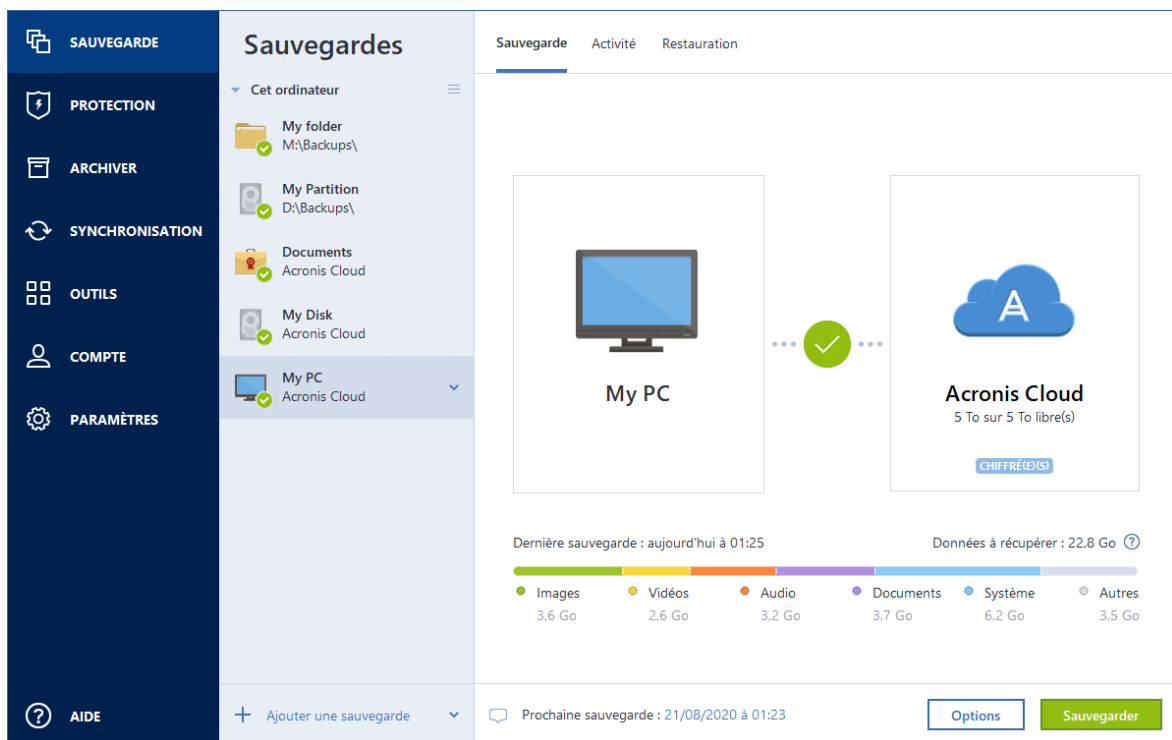 SAUVEGARDE
PROTECTION
ARCHIVER
SYNCHRONISATION
OUTILS
COMPTE
PARAMÈTRES
AIDE
Sauvegardes
Cet ordinateur
My folder
M:\Backups\
My Partition
D:\Backups\
Documents
Acronis Cloud
My Disk
Acronis Cloud
My PC
Acronis Cloud
Ajouter une sauvegarde
Sauvegarde Activité Restauration
My PC
A
Acronis Cloud
5 To sur 5 To libre(s)
CHIFFRÉ(E)(S)
Dernière sauvegarde : aujourd'hui à 01:25
Données à récupérer : 22,8 Go ?
Images Vidéos Audio Documents Système Autres
3,6 Go 2,6 Go 3,2 Go 3,7 Go 6,2 Go 3,5 Go
Prochaine sauvegarde : 21/08/2020 à 01:23
Options
Sauvegarder